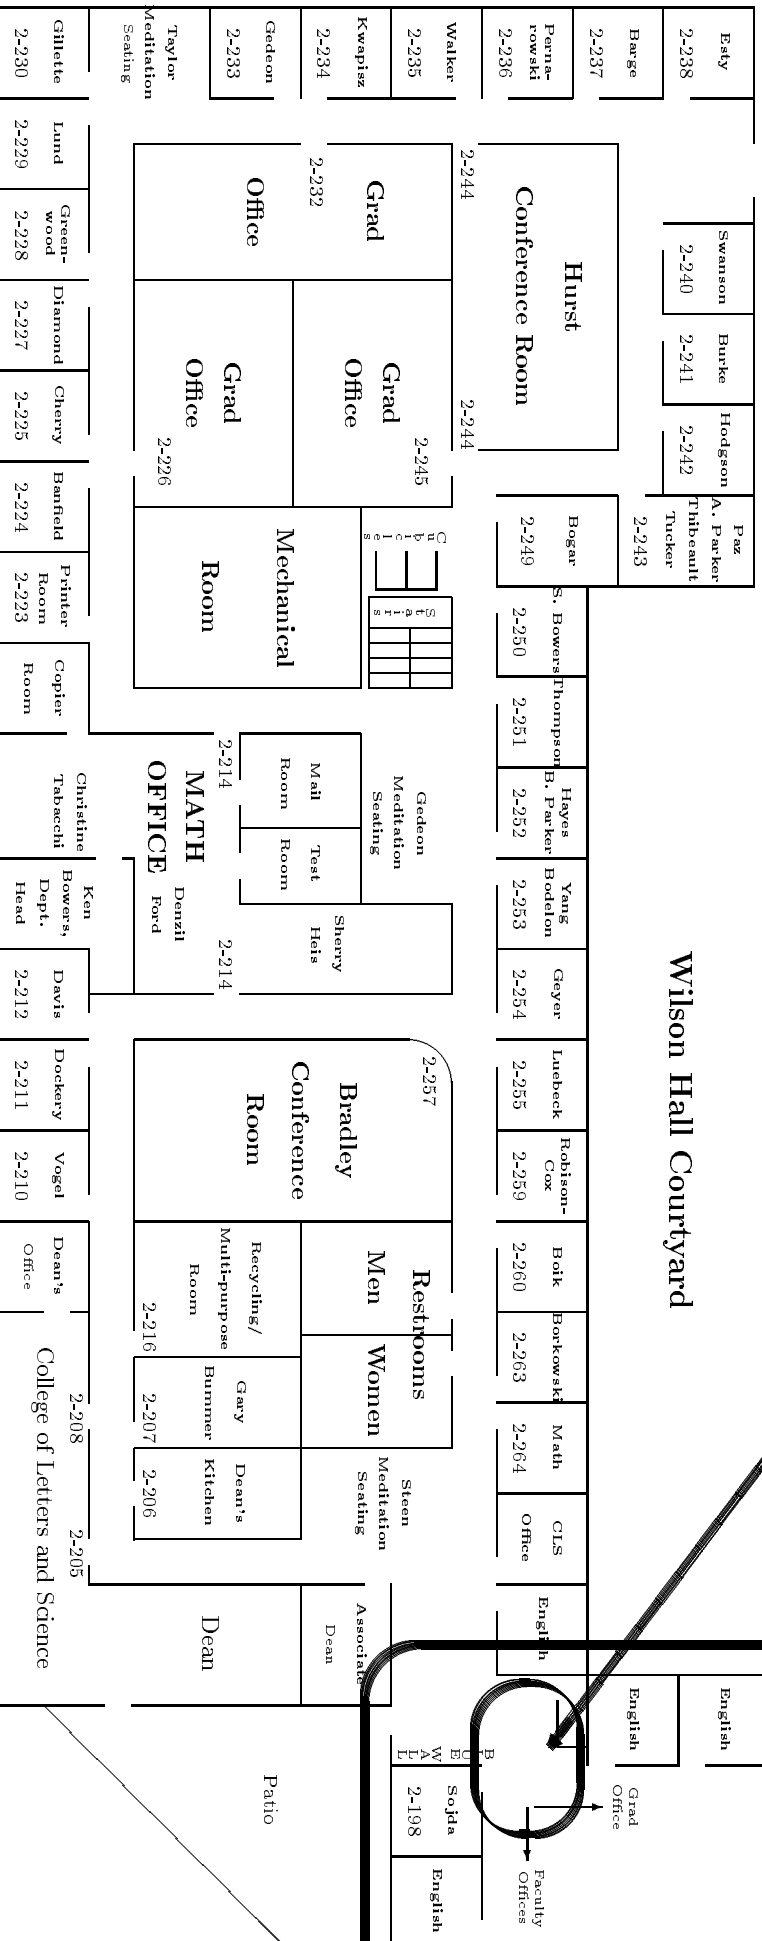 Esty
2-238
Barge
2-237
Perna-
rowski
2-236
Walker
2-235
Kwapisz
2-234
Gedeon
2-233
Taylor
Meditation
Seating
Gillette
2-230
Lund
2-229
Green-
wood
2-228
Diamond
2-227
Cherry
2-225
Banfield
2-224
Printer
Room
2-223
Copier
Room
Grad
Office
2-232
2-244
Hurst
Conference Room
2-244
Swanson
2-240
Burke
2-241
Hodgson
2-242
Paz
A. Parker
Thibeault
Tucker
2-243
Grad
Office
2-245
Grad
Office
2-226
Mechanical
Room
Cubicles
Stairs
Bogar
2-249
S. Bowers
2-250
Thompson
2-251
Hayes
B. Parker
2-252
Yang
Bodelon
2-253
Geyer
2-254
Luebeck
2-255
Robison-
Cox
2-259
Boik
2-260
Borkowski
2-263
Math
2-264
CLS
Office
English
Wilson Hall Courtyard
Gedeon
Meditation
Seating
Mail
Room
Test
Room
2-214
MATH
OFFICE
Christine
Tabacchi
Ken
Bowers,
Dept.
Head
Denzil
Ford
Sherry
Heis
2-214
Davis
2-212
Dockery
2-211
Vogel
2-210
Dean's
Office
2-257
Bradley
Conference
Room
Restrooms
Men
Women
Recycling/
Multi-purpose
Room
2-216
Gary
Bummer
2-207
Dean's
Kitchen
2-206
2-208
2-205
College of Letters and Science
Steen
Meditation
Seating
Dean
Associate
Dean
Patio
English
English
BLUE WALL
Sojda
2-198
English
Grad
Office
Faculty
Offices